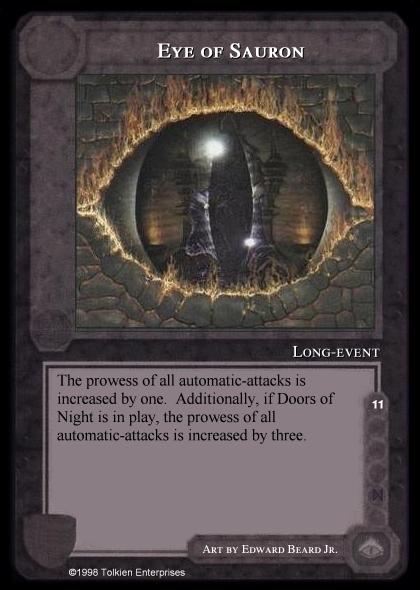 Eye of Sauron
Long-event
The prowess of all automatic-attacks is
increased by one.  Additionally, if Doors of
Night is in play, the prowess of all
automatic-attacks is increased by three.
11
Art by Edward Beard Jr.
©1998 Tolkien Enterprises